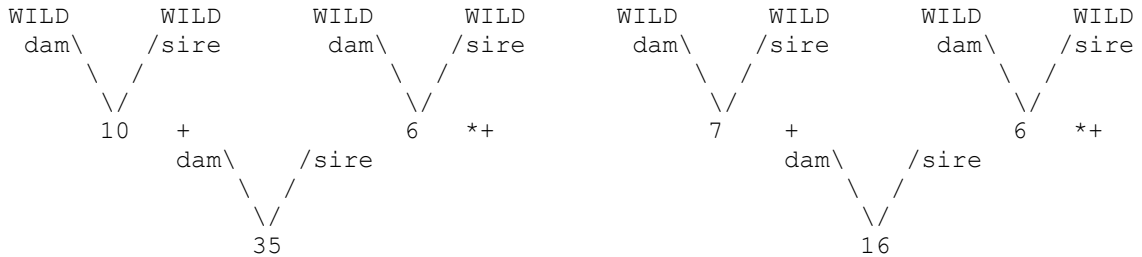 WILD WILD WILD WILD WILD WILD WILD WILD
dam\ /sire dam\ /sire dam\ /sire dam\ /sire
\ / \ / \ / \ /
\/ \/ \/ \/
10 + 6 *+ 7 + 6 *+
dam\ /sire dam\ /sire
\ / \ /
\/ \/
35 16